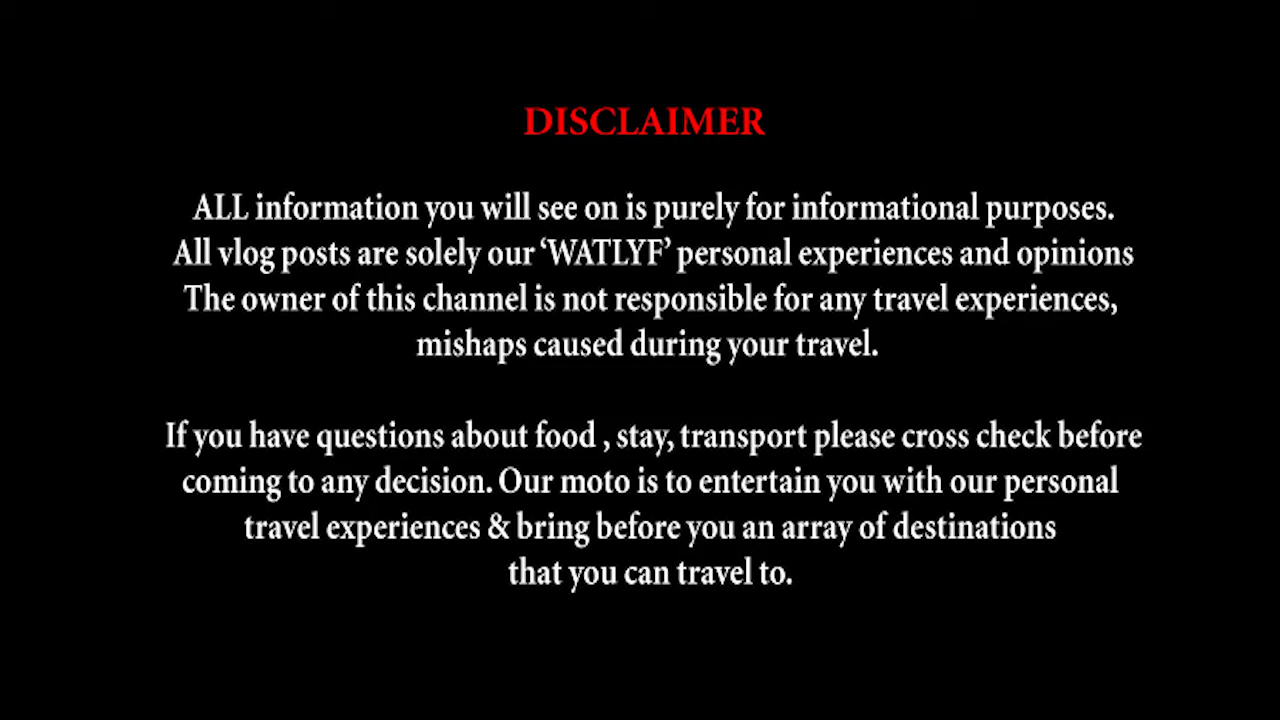 DISCLAIMER
ALL information you will see on is purely for informational purposes.
All vlog posts are solely our ‘WATLYF’ personal experiences and opinions
The owner of this channel is not responsible for any travel experiences,
mishaps caused during your travel.
If you have questions about food , stay, transport please cross check before
coming to any decision. Our moto is to entertain you with our personal
travel experiences & bring before you an array of destinations
that you can travel to.